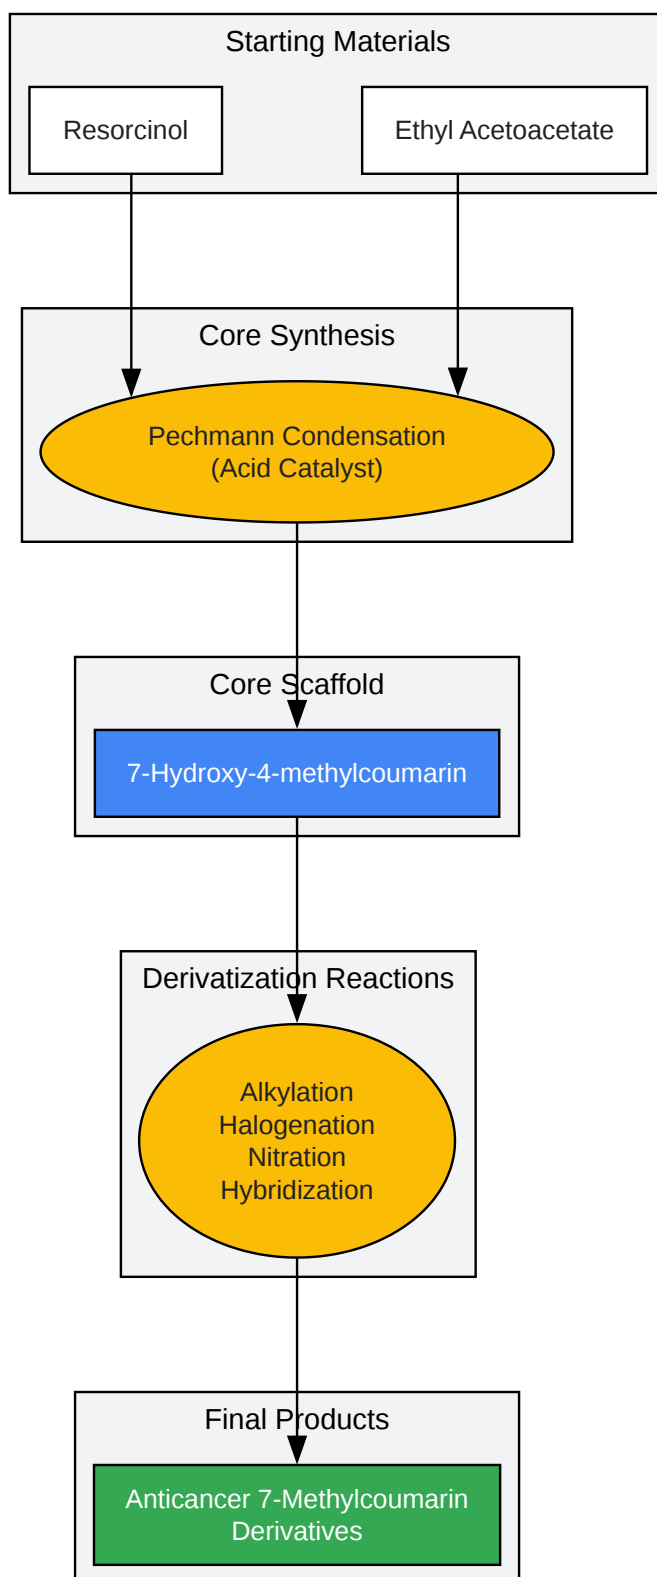 Starting Materials
Resorcinol
Ethyl Acetoacetate
Core Synthesis
Pechmann Condensation
(Acid Catalyst)
Core Scaffold
7-Hydroxy-4-methylcoumarin
Derivatization Reactions
Alkylation
Halogenation
Nitration
Hybridization
Final Products
Anticancer 7-Methylcoumarin
Derivatives